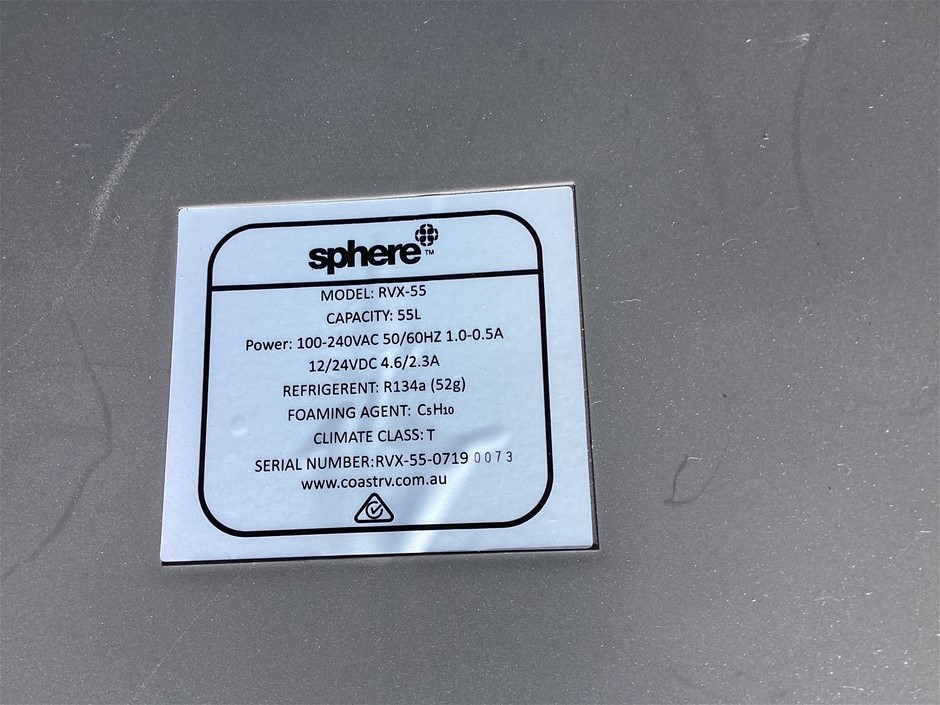 sphere™
MODEL: RVX-55
CAPACITY: 55L
Power: 100-240VAC 50/60HZ 1.0-0.5A
12/24VDC 4.6/2.3A
REFRIGERENT: R134a (52g)
FOAMING AGENT: C₅H₁₀
CLIMATE CLASS: T
SERIAL NUMBER:RVX-55-0719 0073
www.coastrv.com.au